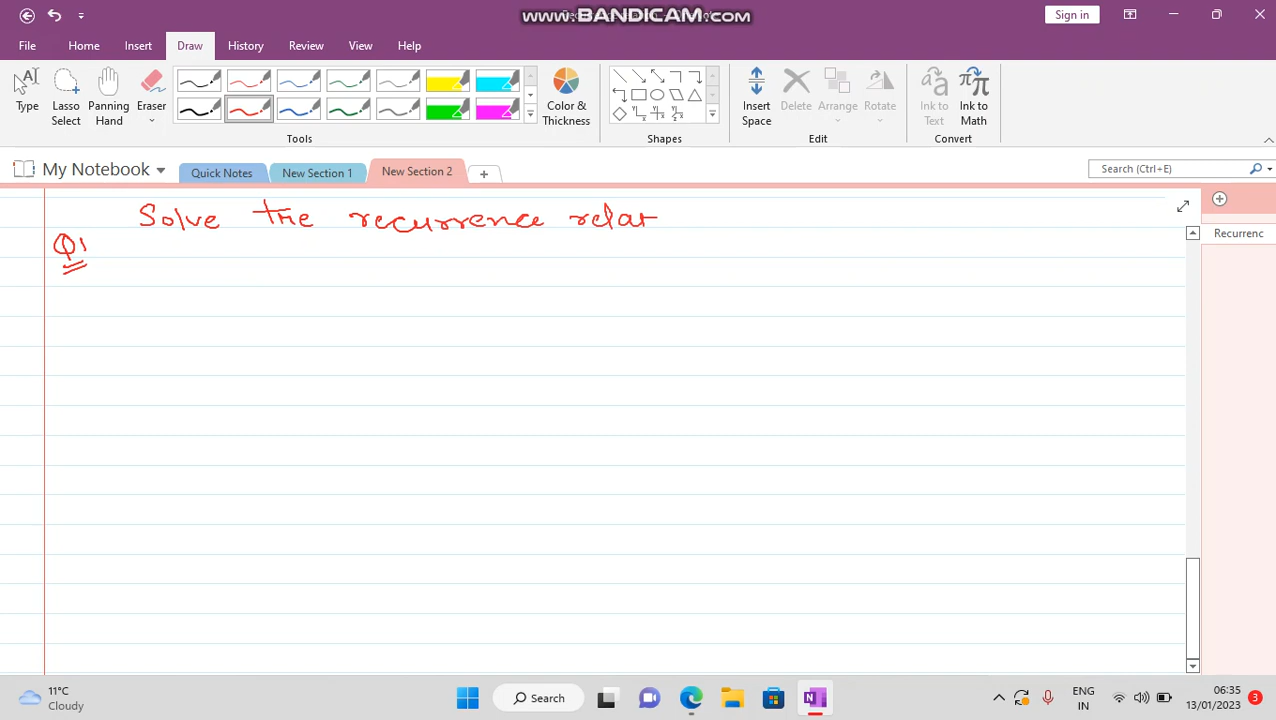 www.BANDICAM.com
Sign in
File Home Insert Draw History Review View Help
Type Lasso Select Panning Hand Eraser Color & Thickness Insert Space Delete Arrange Rotate Ink to Text Ink to Math
Tools Shapes Edit Convert
My Notebook Quick Notes New Section 1 New Section 2 Search (Ctrl+E)
Solve the recurrence relat
Q1
Recurrenc
11°C
Cloudy
Search
ENG
IN
06:35
13/01/2023
3